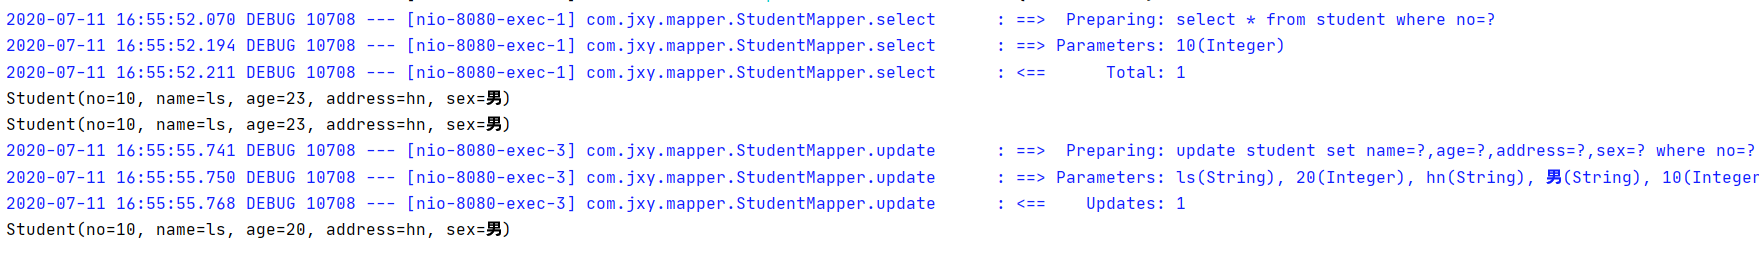 2020-07-11 16:55:52.070 DEBUG 10708 --- [nio-8080-exec-1] com.jxy.mapper.StudentMapper.select      : ==>  Preparing: select * from student where no=?
2020-07-11 16:55:52.194 DEBUG 10708 --- [nio-8080-exec-1] com.jxy.mapper.StudentMapper.select      : ==> Parameters: 10(Integer)
2020-07-11 16:55:52.211 DEBUG 10708 --- [nio-8080-exec-1] com.jxy.mapper.StudentMapper.select      : <==      Total: 1
Student(no=10, name=ls, age=23, address=hn, sex=男)
Student(no=10, name=ls, age=23, address=hn, sex=男)
2020-07-11 16:55:55.741 DEBUG 10708 --- [nio-8080-exec-3] com.jxy.mapper.StudentMapper.update      : ==>  Preparing: update student set name=?,age=?,address=?,sex=? where no=?
2020-07-11 16:55:55.750 DEBUG 10708 --- [nio-8080-exec-3] com.jxy.mapper.StudentMapper.update      : ==> Parameters: ls(String), 20(Integer), hn(String), 男(String), 10(Integer
2020-07-11 16:55:55.768 DEBUG 10708 --- [nio-8080-exec-3] com.jxy.mapper.StudentMapper.update      : <==    Updates: 1
Student(no=10, name=ls, age=20, address=hn, sex=男)